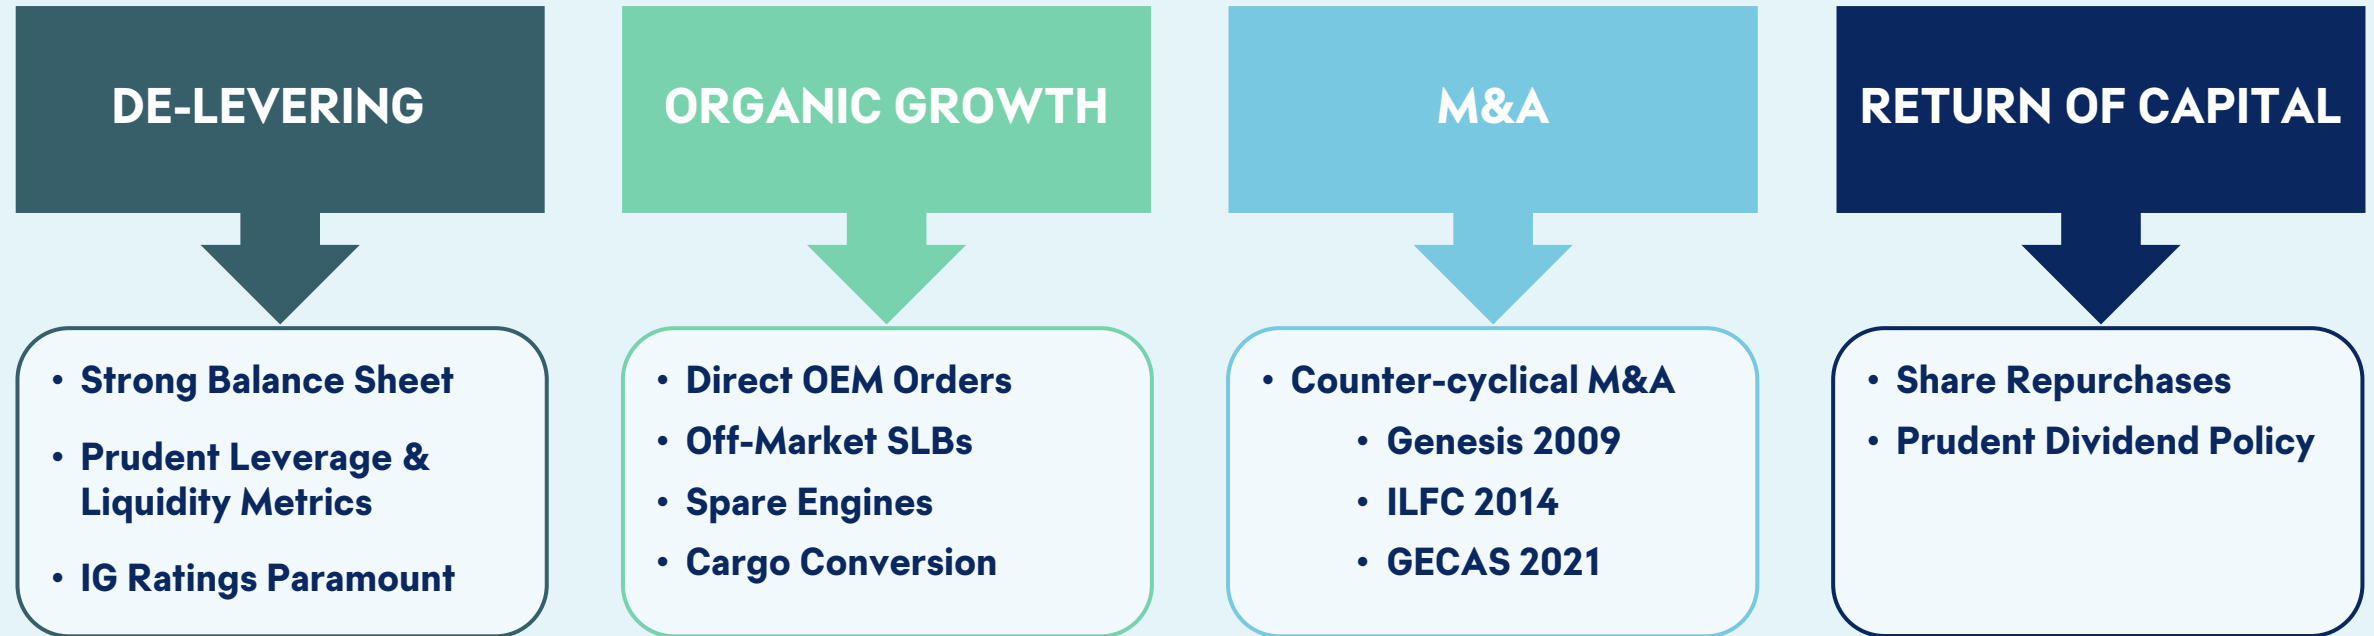 DE-LEVERING
• Strong Balance Sheet
• Prudent Leverage &
Liquidity Metrics
• IG Ratings Paramount
ORGANIC GROWTH
• Direct OEM Orders
• Off-Market SLBs
• Spare Engines
• Cargo Conversion
M&A
• Counter-cyclical M&A
• Genesis 2009
• ILFC 2014
• GECAS 2021
RETURN OF CAPITAL
• Share Repurchases
• Prudent Dividend Policy